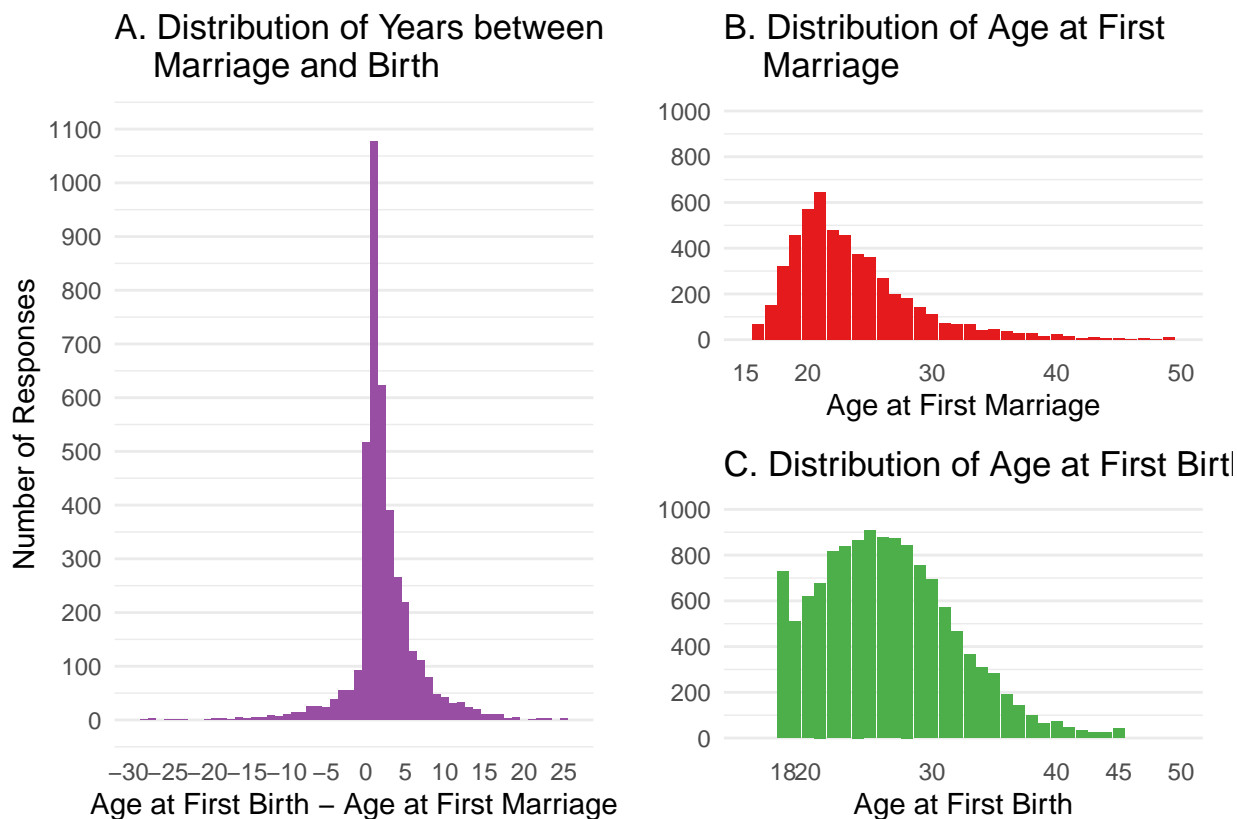 A. Distribution of Years between
Marriage and Birth
1100
1000
900
800
700
600
500
400
300
200
100
0
Number of Responses
−30 −25 −20 −15 −10 −5 0 5 10 15 20 25
Age at First Birth − Age at First Marriage
B. Distribution of Age at First
Marriage
1000
800
600
400
200
0
15 20 30 40 50
Age at First Marriage
C. Distribution of Age at First Birth
1000
800
600
400
200
0
18 20 30 40 45 50
Age at First Birth